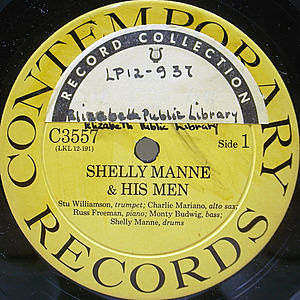 CONTEMPORARY
RECORD COLLECTION
LP12-937
Elizabeth Public Library
Elizabeth Public Library
C3557
Side 1
(LKL 12-191)
SHELLY MANNE
& HIS MEN
Stu Williamson, trumpet; Charlie Mariano, alto sax;
Russ Freeman, piano; Monty Budwig, bass;
Shelly Manne, drums
RECORDS